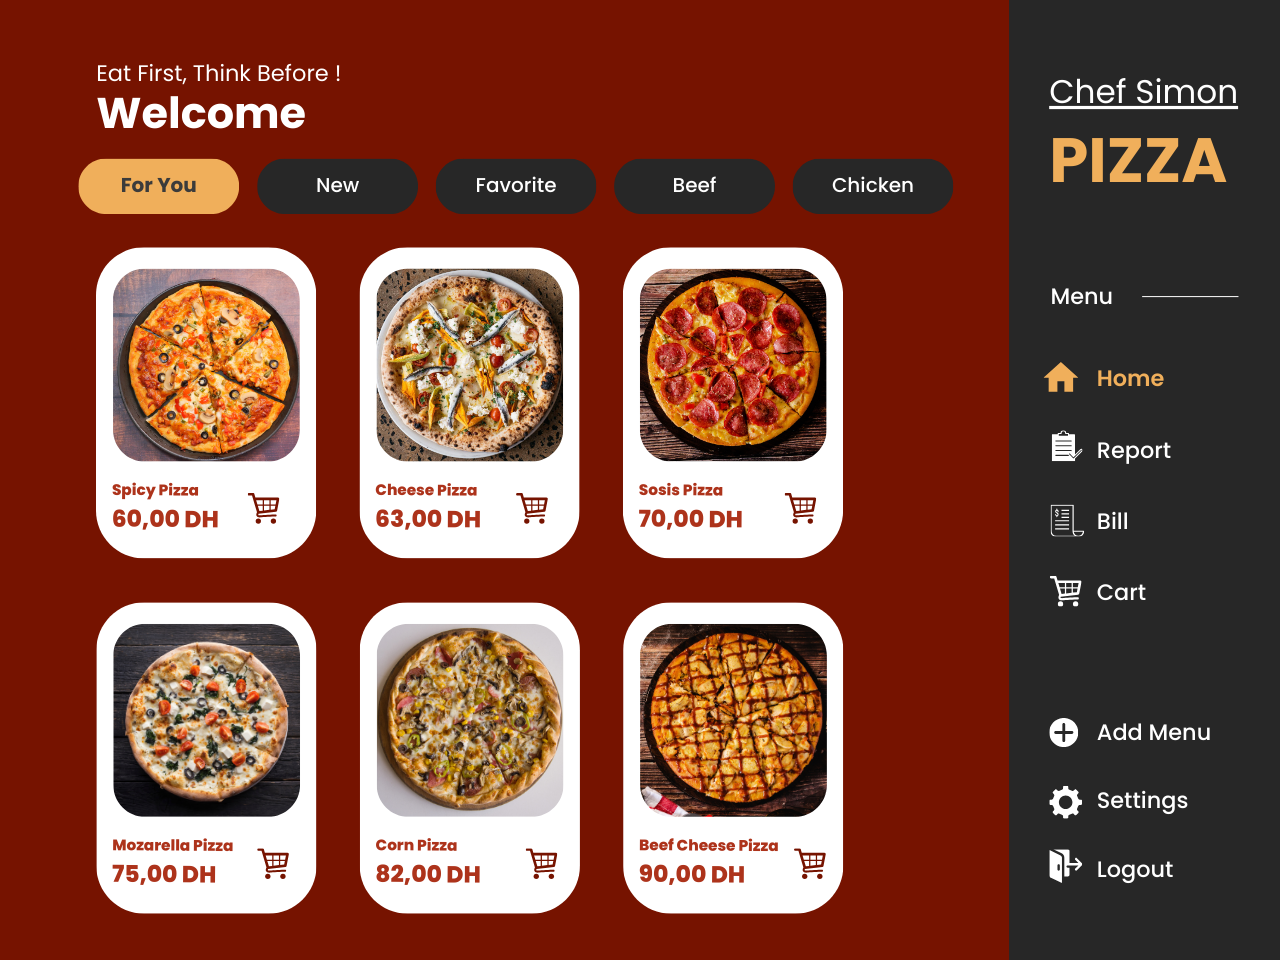 Eat First, Think Before !
Welcome
For You
New
Favorite
Beef
Chicken
Spicy Pizza
60,00 DH
Cheese Pizza
63,00 DH
Sosis Pizza
70,00 DH
Mozarella Pizza
75,00 DH
Corn Pizza
82,00 DH
Beef Cheese Pizza
90,00 DH
Chef Simon
PIZZA
Menu
Home
Report
Bill
Cart
Add Menu
Settings
Logout